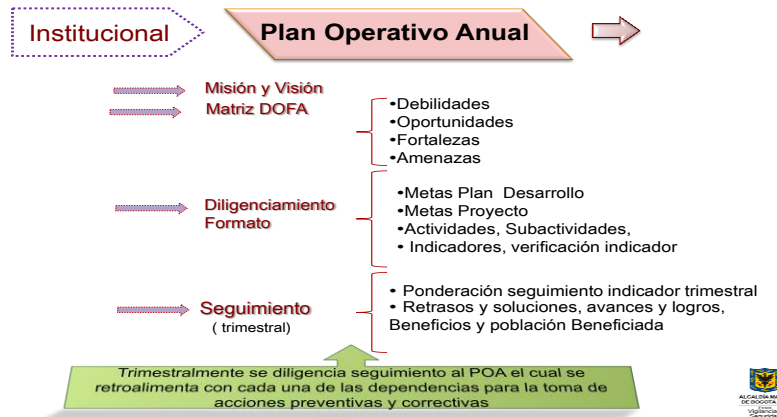 Institucional
Plan Operativo Anual
Misión y Visión
Matriz DOFA
•Debilidades
•Oportunidades
•Fortalezas
•Amenazas
Diligenciamiento
Formato
•Metas Plan Desarrollo
•Metas Proyecto
•Actividades, Subactividades,
• Indicadores, verificación indicador
Seguimiento
( trimestral)
• Ponderación seguimiento indicador trimestral
• Retrasos y soluciones, avances y logros,
Beneficios y población Beneficiada
Trimestralmente se diligencia seguimiento al POA el cual se
retroalimenta con cada una de las dependencias para la toma de
acciones preventivas y correctivas
ALCALDÍA M
DE BOGOTÁ
Vigilancia